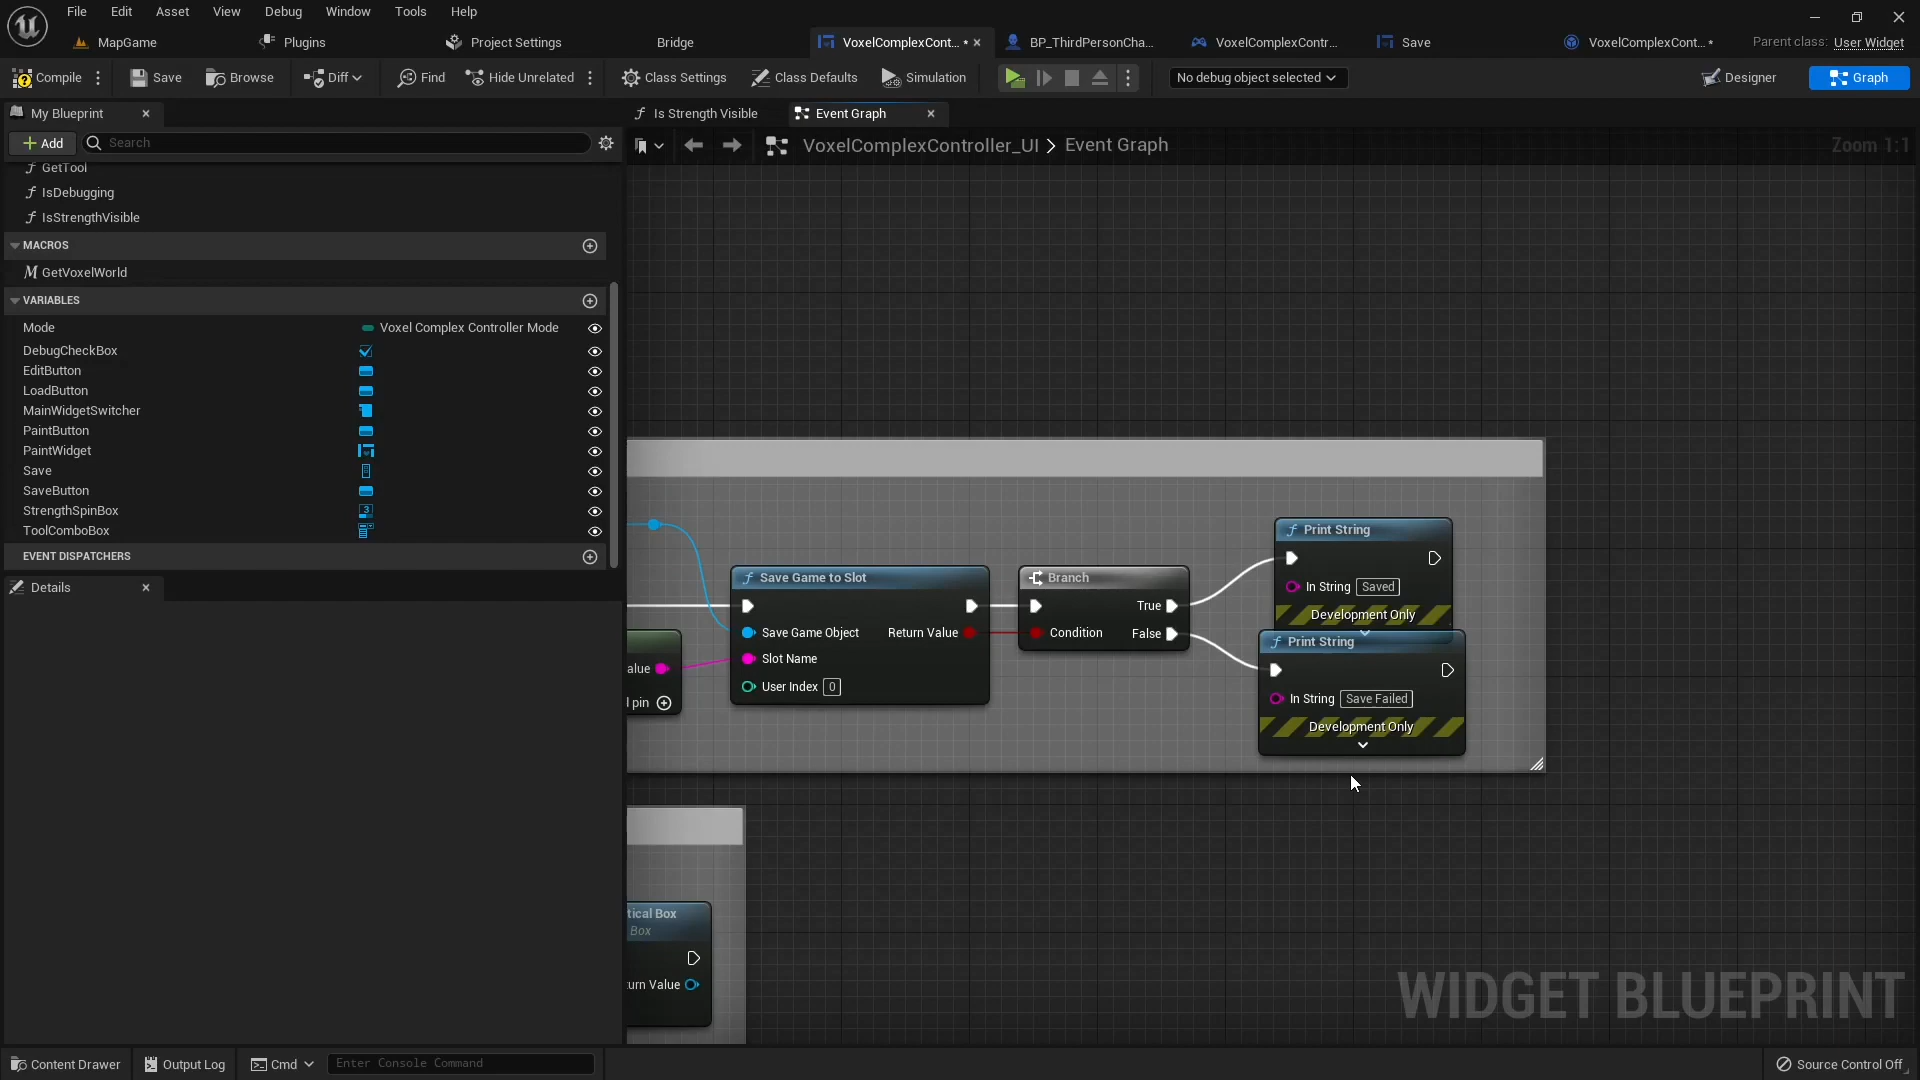 File Edit Asset View Debug Window Tools Help
MapGame Plugins Project Settings Bridge VoxelComplexCont... * BP_ThirdPersonCha... VoxelComplexContr... Save VoxelComplexCont... * Parent class: User Widget
Compile Save Browse Diff Find Hide Unrelated Class Settings Class Defaults Simulation No debug object selected Designer Graph
My Blueprint Is Strength Visible Event Graph
Add Search VoxelComplexController_UI > Event Graph Zoom 1:1
GetTool
IsDebugging
IsStrengthVisible
MACROS
GetVoxelWorld
VARIABLES
Mode Voxel Complex Controller Mode
DebugCheckBox
EditButton
LoadButton
MainWidgetSwitcher
PaintButton
PaintWidget
Save
SaveButton
StrengthSpinBox
ToolComboBox
EVENT DISPATCHERS
Details
Print String
In String Saved
Development Only
Save Game to Slot
Save Game Object Return Value
Slot Name
User Index 0
Branch
True
Condition False
Print String
In String Save Failed
Development Only
alue
l pin
tical Box
Box
urn Value
WIDGET BLUEPRINT
Content Drawer Output Log Cmd Enter Console Command Source Control Off